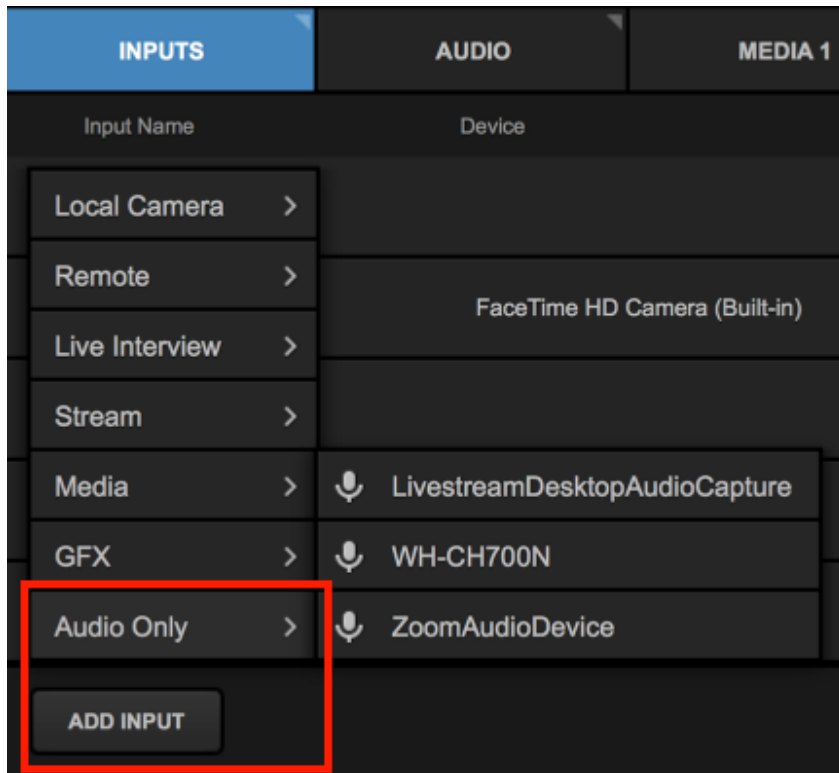 INPUTS AUDIO MEDIA 1
Input Name Device
Local Camera
Remote
FaceTime HD Camera (Built-in)
Live Interview
Stream
Media LivestreamDesktopAudioCapture
GFX WH-CH700N
Audio Only ZoomAudioDevice
ADD INPUT